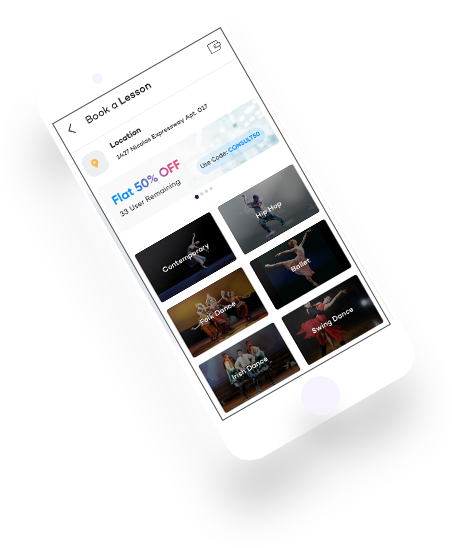 Book a Lesson
Location
1427 Nicolas Expressway Apt. 017
Flat 50% OFF
33 User Remaining
Use Code: CONSULT50
Contemporary
Hip Hop
Folk Dance
Ballet
Irish Dance
Swing Dance